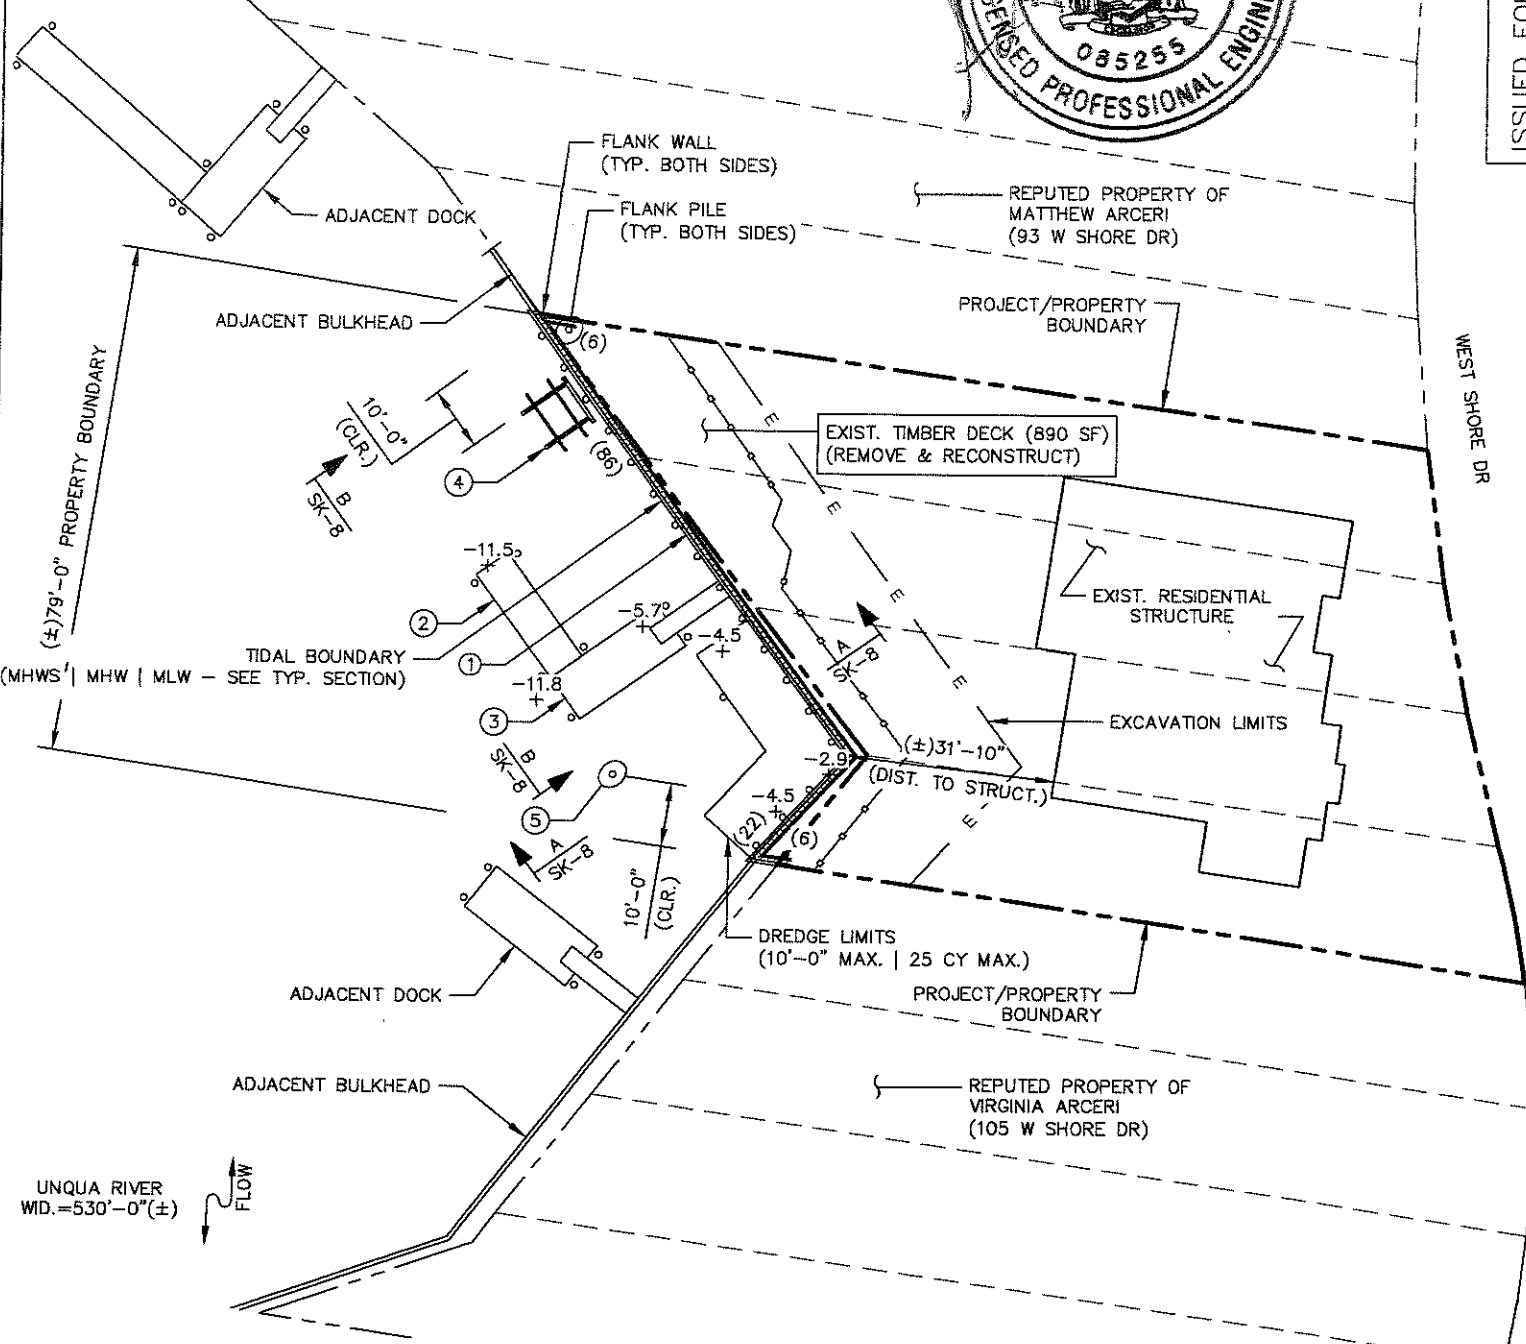 LICENSED PROFESSIONAL ENGINE
085255
EXCELSIOR
ISSUED FOR
FLANK WALL
(TYP. BOTH SIDES)
FLANK PILE
(TYP. BOTH SIDES)
REPUTED PROPERTY OF
MATTHEW ARCERI
(93 W SHORE DR)
ADJACENT DOCK
ADJACENT BULKHEAD
PROJECT/PROPERTY
BOUNDARY
WEST SHORE DR
(6)
10'-0"
(CLR.)
(86)
EXIST. TIMBER DECK (890 SF)
(REMOVE & RECONSTRUCT)
E
E
E
E
E
E
4
B
SK-8
(±)79'-0" PROPERTY BOUNDARY
-11.5
2
-5.7
-4.5
EXIST. RESIDENTIAL
STRUCTURE
TIDAL BOUNDARY
(MHWS | MHW | MLW - SEE TYP. SECTION)
1
A
SK-8
-11.8
3
EXCAVATION LIMITS
B
SK-8
-2.9
(±)31'-10"
(DIST. TO STRUCT.)
-4.5
5
(22)
(6)
A
SK-8
10'-0"
(CLR.)
DREDGE LIMITS
(10'-0" MAX. | 25 CY MAX.)
ADJACENT DOCK
PROJECT/PROPERTY
BOUNDARY
ADJACENT BULKHEAD
REPUTED PROPERTY OF
VIRGINIA ARCERI
(105 W SHORE DR)
UNQUA RIVER
WID.=530'-0"(±)
FLOW